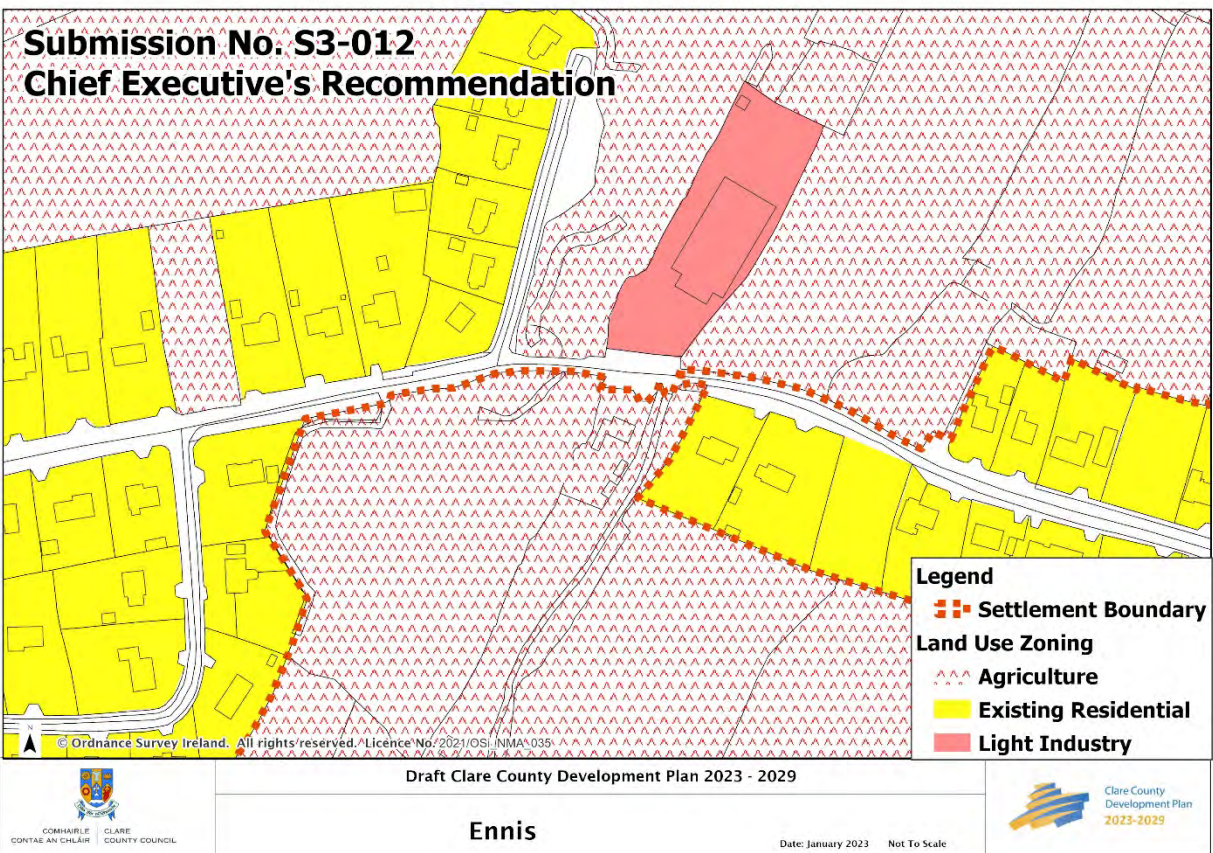 Submission No. S3-012
Chief Executive's Recommendation
Legend
Settlement Boundary
Land Use Zoning
Agriculture
Existing Residential
Light Industry
N
© Ordnance Survey Ireland. All rights reserved. Licence No. 2021/OSi_NMA_035
Draft Clare County Development Plan 2023 - 2029
Ennis
Date: January 2023 Not To Scale
COMHAIRLE
CONTAE AN CHLÁIR
CLARE
COUNTY COUNCIL
Clare County
Development Plan
2023-2029